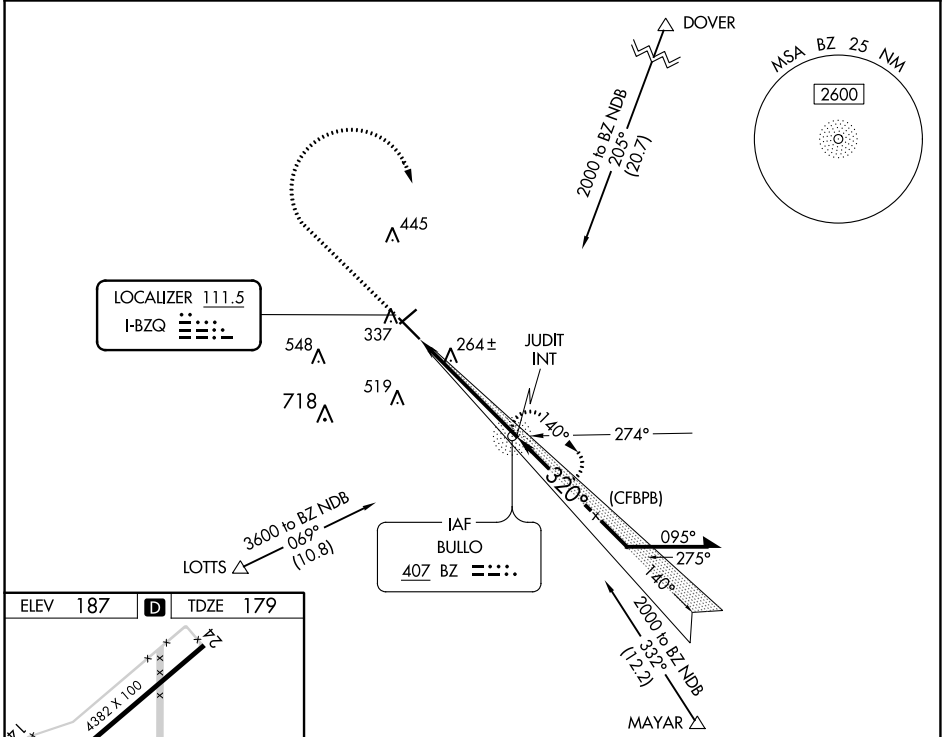 DOVER
MSA BZ 25 NM
2600
2000 to BZ NDB
205°
(20.7)
445
LOCALIZER 111.5
I-BZQ
337
548
264±
JUDIT
INT
519
718
140°
274°
320°
(CFBPB)
3600 to BZ NDB
069°
(10.8)
LOTTS
IAF
BULLO
407 BZ
095°
275°
140°
2000 to BZ NDB
332°
(12.2)
MAYAR
ELEV 187 D TDZE 179
24
4382 X 100
14